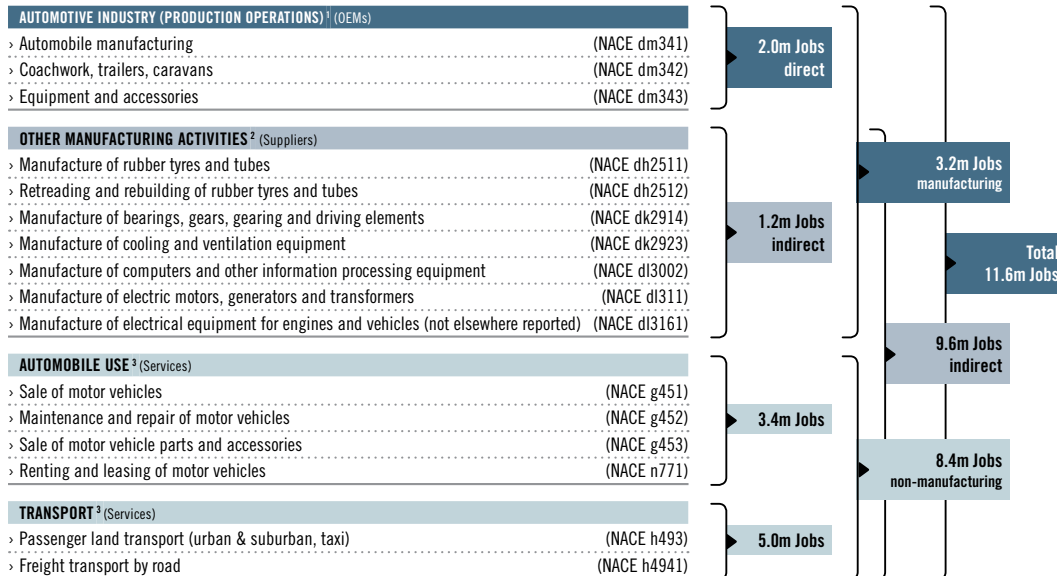 AUTOMOTIVE INDUSTRY (PRODUCTION OPERATIONS)¹ (OEMs)
› Automobile manufacturing (NACE dm341)
› Coachwork, trailers, caravans (NACE dm342)
› Equipment and accessories (NACE dm343)
2.0m Jobs
direct
OTHER MANUFACTURING ACTIVITIES ² (Suppliers)
› Manufacture of rubber tyres and tubes (NACE dh2511)
› Retreading and rebuilding of rubber tyres and tubes (NACE dh2512)
› Manufacture of bearings, gears, gearing and driving elements (NACE dk2914)
› Manufacture of cooling and ventilation equipment (NACE dk2923)
› Manufacture of computers and other information processing equipment (NACE dl3002)
› Manufacture of electric motors, generators and transformers (NACE dl311)
› Manufacture of electrical equipment for engines and vehicles (not elsewhere reported) (NACE dl3161)
1.2m Jobs
indirect
AUTOMOBILE USE ³ (Services)
› Sale of motor vehicles (NACE g451)
› Maintenance and repair of motor vehicles (NACE g452)
› Sale of motor vehicle parts and accessories (NACE g453)
› Renting and leasing of motor vehicles (NACE n771)
3.4m Jobs
TRANSPORT ³ (Services)
› Passenger land transport (urban & suburban, taxi) (NACE h493)
› Freight transport by road (NACE h4941)
5.0m Jobs
3.2m Jobs
manufacturing
9.6m Jobs
indirect
8.4m Jobs
non-manufacturing
Total
11.6m Jobs